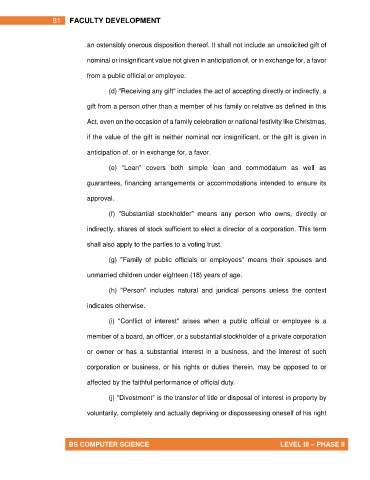 81 FACULTY DEVELOPMENT
an ostensibly onerous disposition thereof. It shall not include an unsolicited gift of
nominal or insignificant value not given in anticipation of, or in exchange for, a favor
from a public official or employee.
(d) "Receiving any gift" includes the act of accepting directly or indirectly, a
gift from a person other than a member of his family or relative as defined in this
Act, even on the occasion of a family celebration or national festivity like Christmas,
if the value of the gift is neither nominal nor insignificant, or the gift is given in
anticipation of, or in exchange for, a favor.
(e) "Loan" covers both simple loan and commodatum as well as
guarantees, financing arrangements or accommodations intended to ensure its
approval.
(f) "Substantial stockholder" means any person who owns, directly or
indirectly, shares of stock sufficient to elect a director of a corporation. This term
shall also apply to the parties to a voting trust.
(g) "Family of public officials or employees" means their spouses and
unmarried children under eighteen (18) years of age.
(h) "Person" includes natural and juridical persons unless the context
indicates otherwise.
(i) "Conflict of interest" arises when a public official or employee is a
member of a board, an officer, or a substantial stockholder of a private corporation
or owner or has a substantial interest in a business, and the interest of such
corporation or business, or his rights or duties therein, may be opposed to or
affected by the faithful performance of official duty.
(j) "Divestment" is the transfer of title or disposal of interest in property by
voluntarily, completely and actually depriving or dispossessing oneself of his right
BS COMPUTER SCIENCE LEVEL III – PHASE II